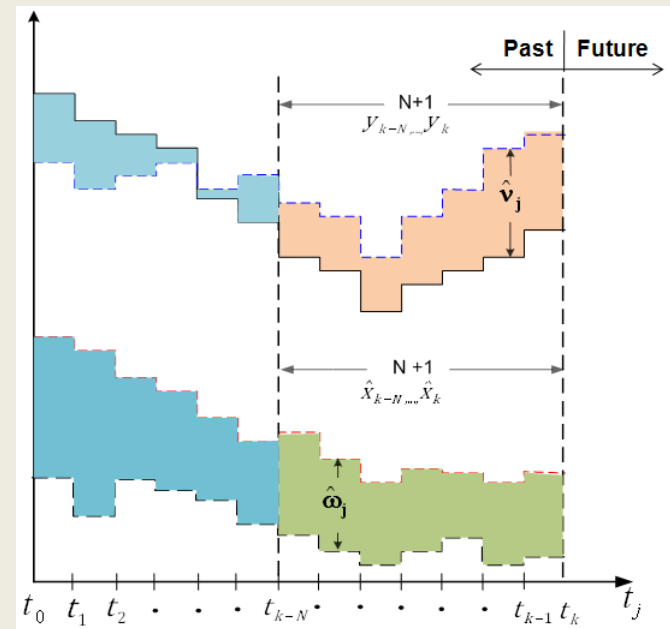 Past Future
N+1
y_{k-N,...,}y_k
ν̂_j
N +1
x̂_{k-N,...,}x̂_k
ω̂_j
t_0 t_1 t_2 . . . t_{k-N} . . . . . t_{k-1} t_k t_j